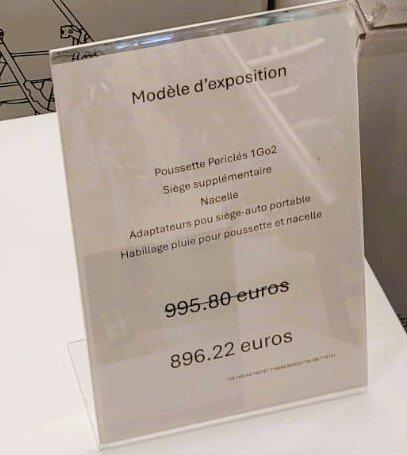 Modèle d'exposition
Poussette Periclés 1Go2
Siège supplémentaire
Nacelle
Adaptateurs pou siège-auto portable
Habillage pluie pour poussette et nacelle
995.80 euros
896.22 euros